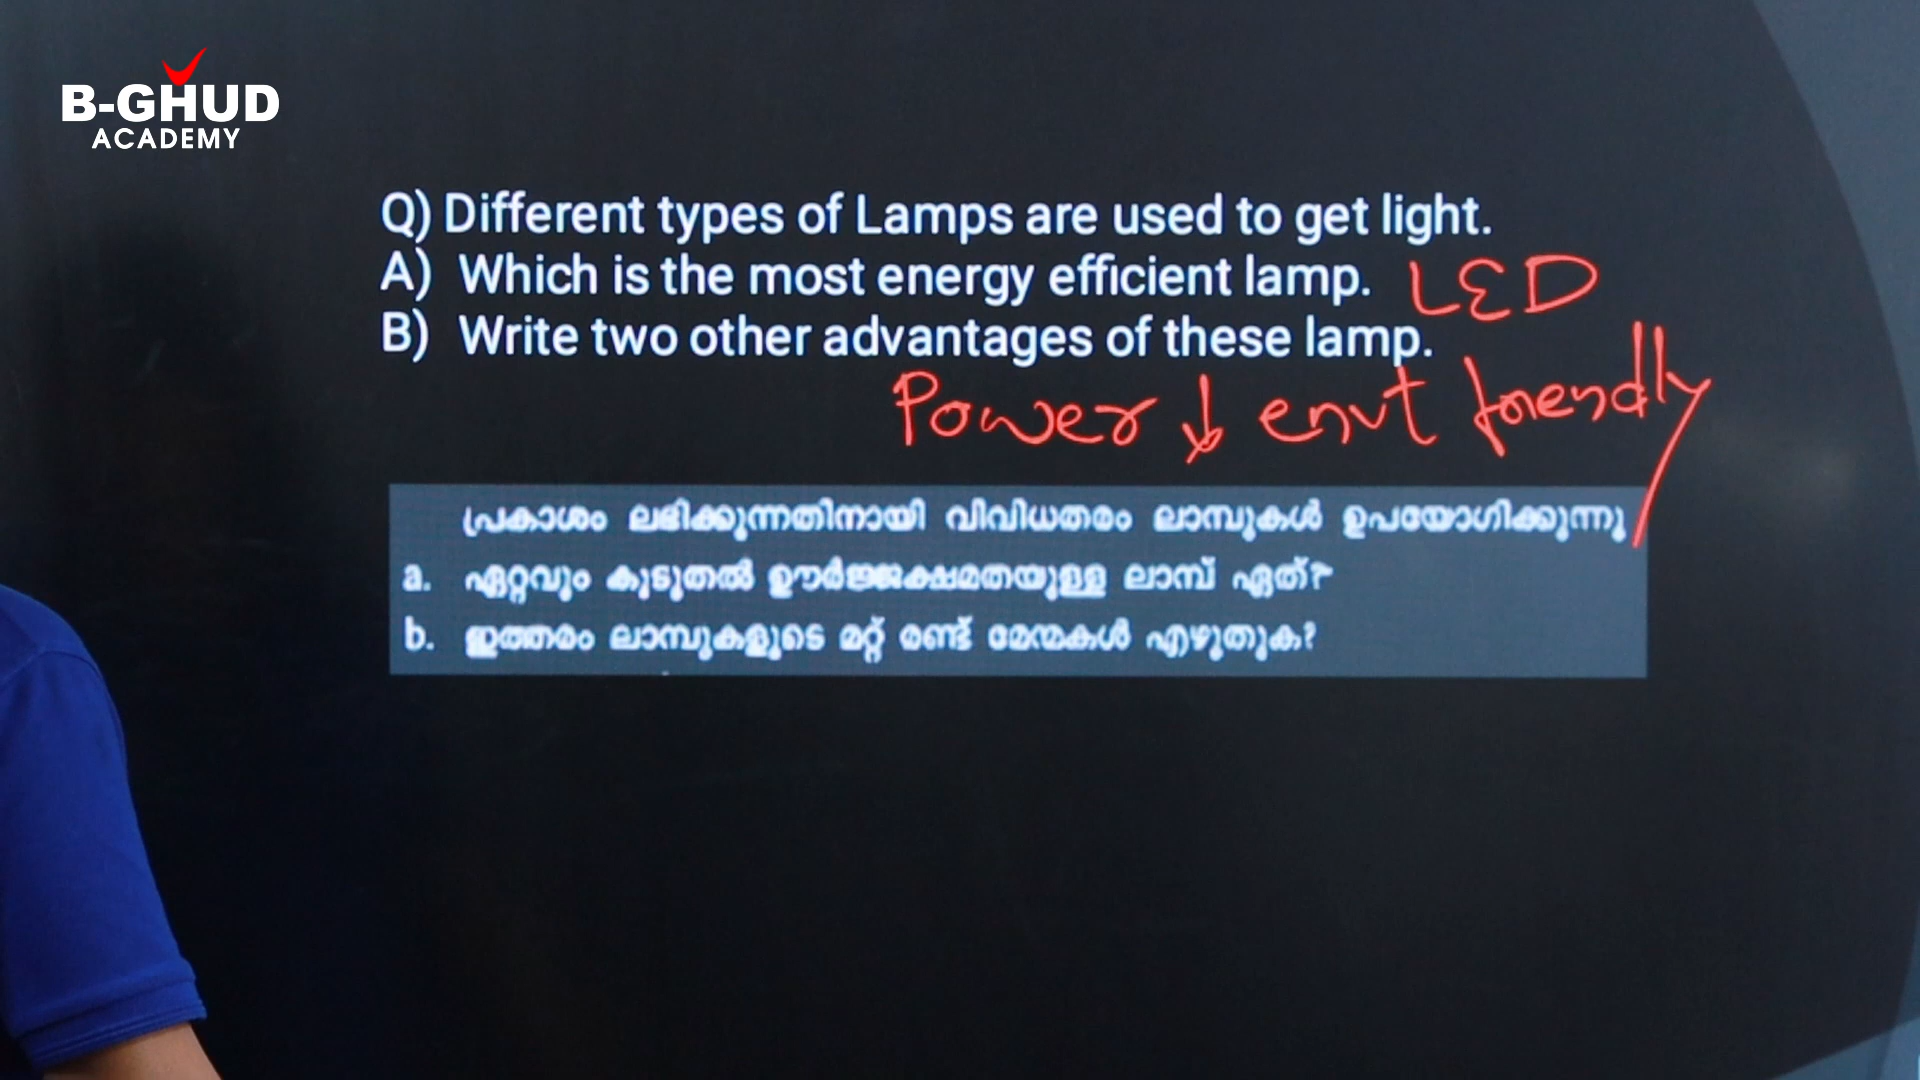 B-GHUD
ACADEMY
Q) Different types of Lamps are used to get light.
A) Which is the most energy efficient lamp. LED
B) Write two other advantages of these lamp.
Power ↓ envt friendly
പ്രകാശം ലഭിക്കുന്നതിനായി വിവിധതരം ലാമ്പുകൾ ഉപയോഗിക്കുന്നു
a. ഏറ്റവും കൂടുതൽ ഊർജ്ജക്ഷമതയുള്ള ലാമ്പ് ഏത്?
b. ഇത്തരം ലാമ്പുകളുടെ മറ്റ് രണ്ട് മേന്മകൾ എഴുതുക?